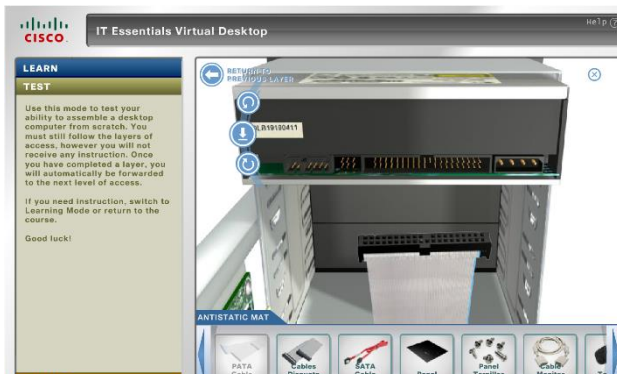 CISCO
IT Essentials Virtual Desktop
Help
LEARN
TEST
Use this mode to test your
ability to assemble a desktop
computer from scratch. You
must still follow the layers of
access, however you will not
receive any instruction. Once
you have completed a layer, you
will automatically be forwarded
to the next level of access.
If you need instruction, switch to
Learning Mode or return to the
course.
Good luck!
RETURN TO
PREVIOUS LAYER
ANTISTATIC MAT
PATA
Cable
Cables
SATA
Cable
Panel
Panel
Tornillos
Cable
Monitor